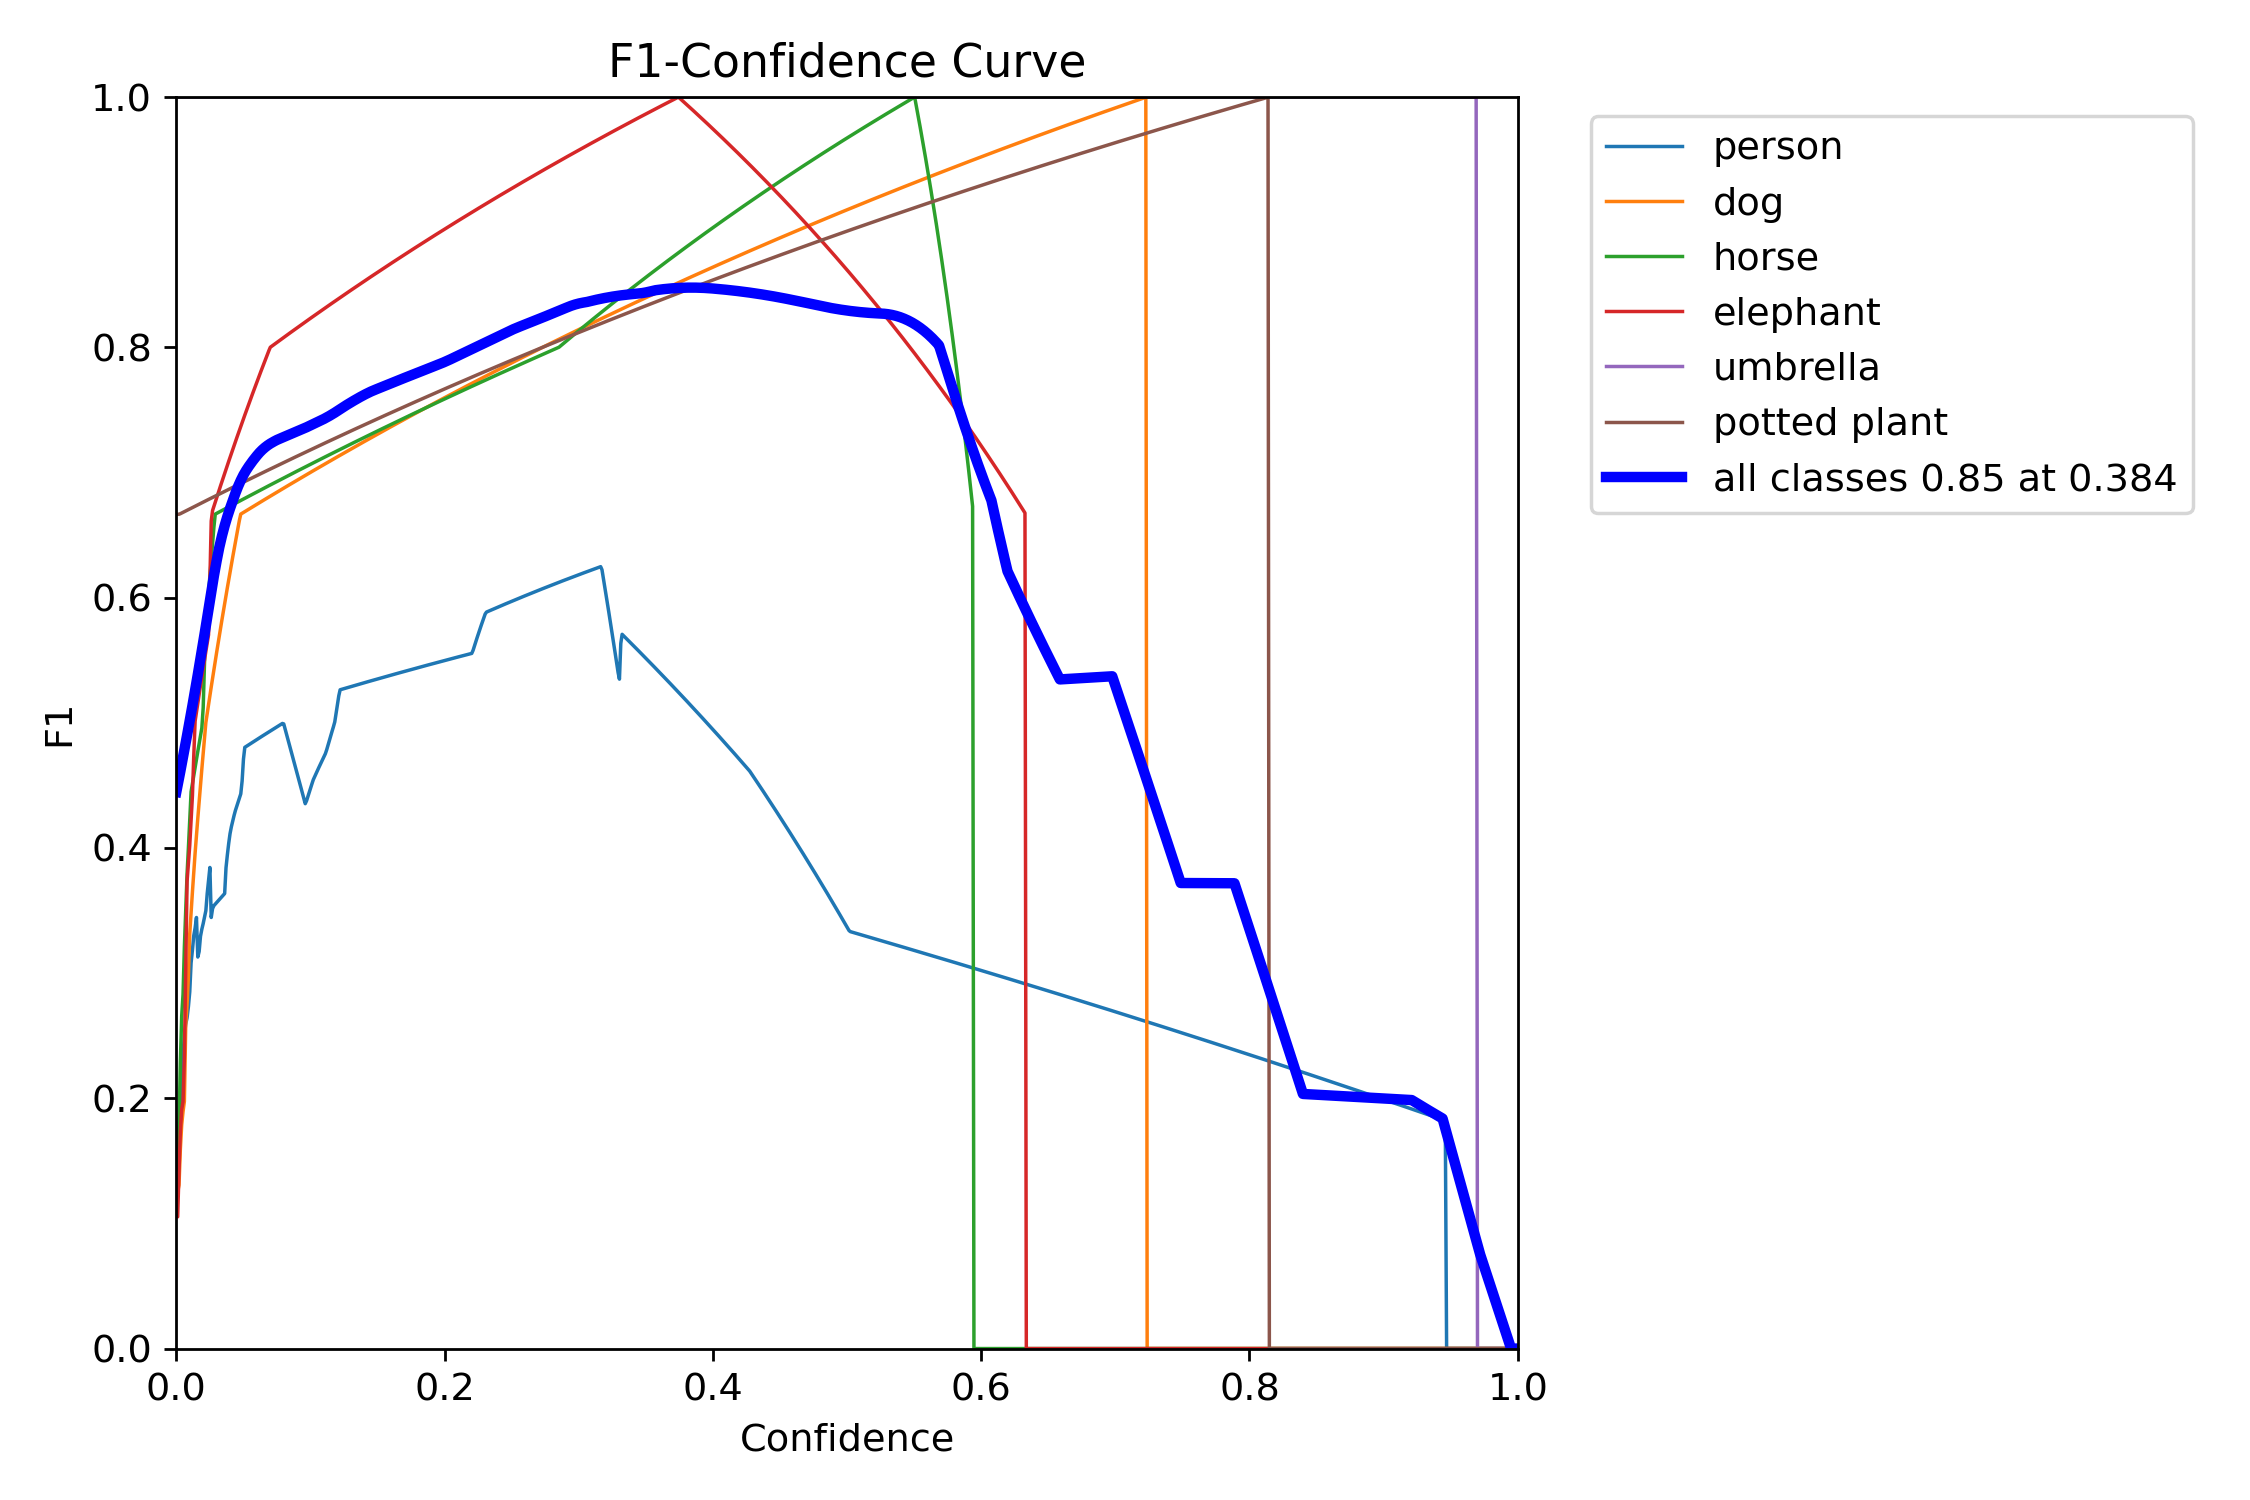 F1-Confidence Curve
1.0
0.8
0.6
0.4
0.2
0.0
F1
0.0 0.2 0.4 0.6 0.8 1.0
Confidence
person
dog
horse
elephant
umbrella
potted plant
all classes 0.85 at 0.384